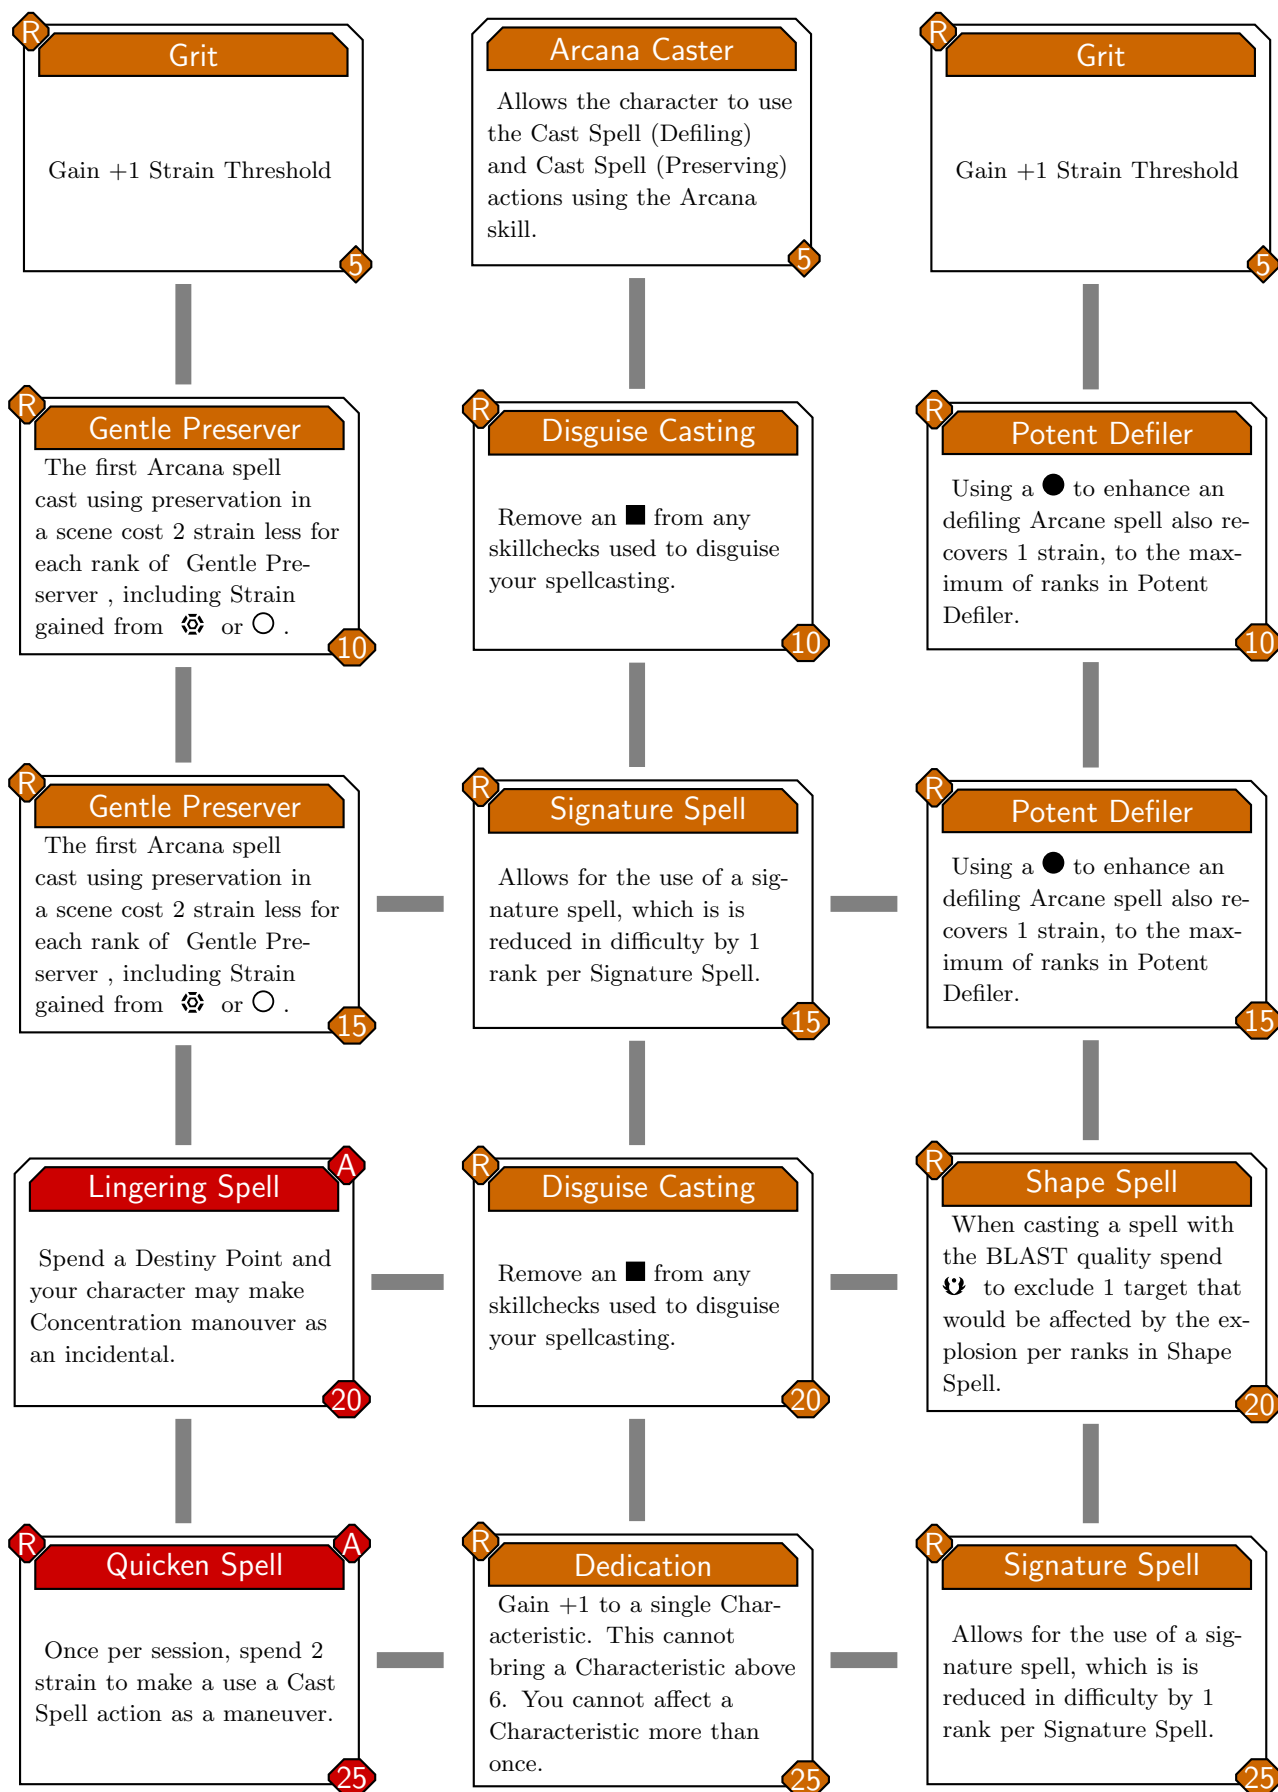 R
Grit
Gain +1 Strain Threshold
5
Arcana Caster
Allows the character to use
the Cast Spell (Defiling)
and Cast Spell (Preserving)
actions using the Arcana
skill.
5
R
Grit
Gain +1 Strain Threshold
5
R
Gentle Preserver
The first Arcana spell
cast using preservation in
a scene cost 2 strain less for
each rank of Gentle Pre-
server , including Strain
gained from or .
10
R
Disguise Casting
Remove an ■ from any
skillchecks used to disguise
your spellcasting.
10
R
Potent Defiler
Using a ● to enhance an
defiling Arcane spell also re-
covers 1 strain, to the max-
imum of ranks in Potent
Defiler.
10
R
Gentle Preserver
The first Arcana spell
cast using preservation in
a scene cost 2 strain less for
each rank of Gentle Pre-
server , including Strain
gained from or .
15
R
Signature Spell
Allows for the use of a sig-
nature spell, which is is
reduced in difficulty by 1
rank per Signature Spell.
15
R
Potent Defiler
Using a ● to enhance an
defiling Arcane spell also re-
covers 1 strain, to the max-
imum of ranks in Potent
Defiler.
15
A
Lingering Spell
Spend a Destiny Point and
your character may make
Concentration manouver as
an incidental.
20
R
Disguise Casting
Remove an ■ from any
skillchecks used to disguise
your spellcasting.
20
R
Shape Spell
When casting a spell with
the BLAST quality spend
to exclude 1 target that
would be affected by the ex-
plosion per ranks in Shape
Spell.
20
R
A
Quicken Spell
Once per session, spend 2
strain to make a use a Cast
Spell action as a maneuver.
25
R
Dedication
Gain +1 to a single Char-
acteristic. This cannot
bring a Characteristic above
6. You cannot affect a
Characteristic more than
once.
25
R
Signature Spell
Allows for the use of a sig-
nature spell, which is is
reduced in difficulty by 1
rank per Signature Spell.
25